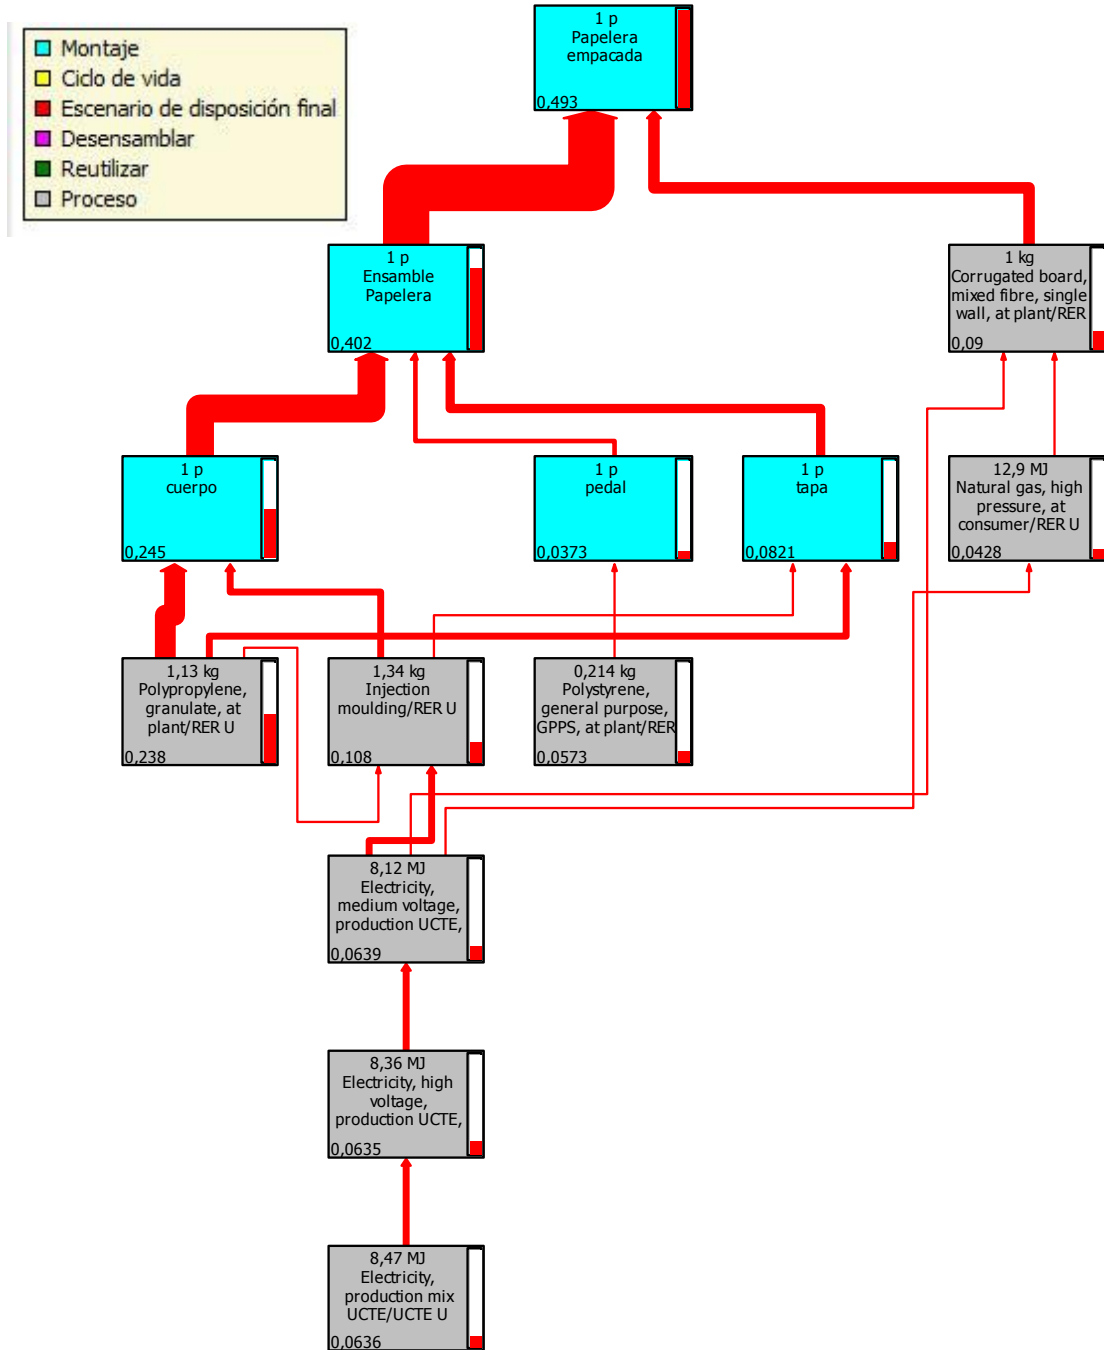 Montaje
Ciclo de vida
Escenario de disposición final
Desensamblar
Reutilizar
Proceso
1 p
Papelera
empacada
0,493
1 p
Ensamble
Papelera
0,402
1 kg
Corrugated board,
mixed fibre, single
wall, at plant/RER
0,09
1 p
cuerpo
0,245
1 p
pedal
0,0373
1 p
tapa
0,0821
12,9 MJ
Natural gas, high
pressure, at
consumer/RER U
0,0428
1,13 kg
Polypropylene,
granulate, at
plant/RER U
0,238
1,34 kg
Injection
moulding/RER U
0,108
0,214 kg
Polystyrene,
general purpose,
GPPS, at plant/RER
0,0573
8,12 MJ
Electricity,
medium voltage,
production UCTE,
0,0639
8,36 MJ
Electricity, high
voltage,
production UCTE,
0,0635
8,47 MJ
Electricity,
production mix
UCTE/UCTE U
0,0636